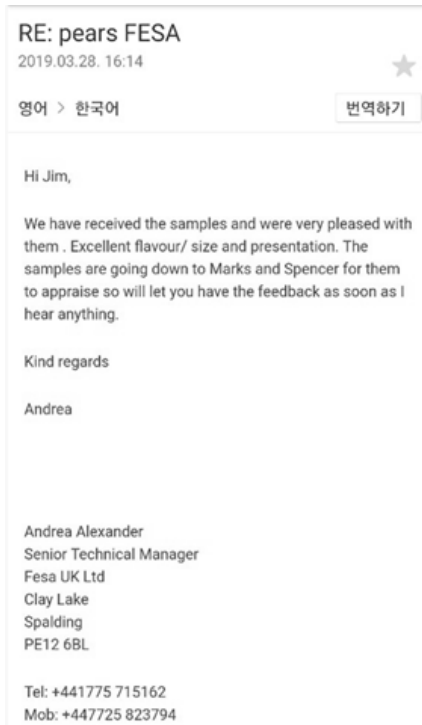 RE: pears FESA
2019.03.28. 16:14
영어 > 한국어
번역하기
Hi Jim,
We have received the samples and were very pleased with
them . Excellent flavour/ size and presentation. The
samples are going down to Marks and Spencer for them
to appraise so will let you have the feedback as soon as I
hear anything.
Kind regards
Andrea
Andrea Alexander
Senior Technical Manager
Fesa UK Ltd
Clay Lake
Spalding
PE12 6BL
Tel: +441775 715162
Mob: +447725 823794